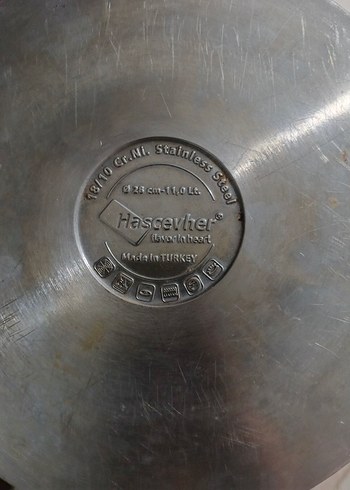 18/10 Cr.Ni. Stainless Steel
Ø 28 cm-11,0 Lt.
Hascevher®
flavor in heart
Made in TURKEY